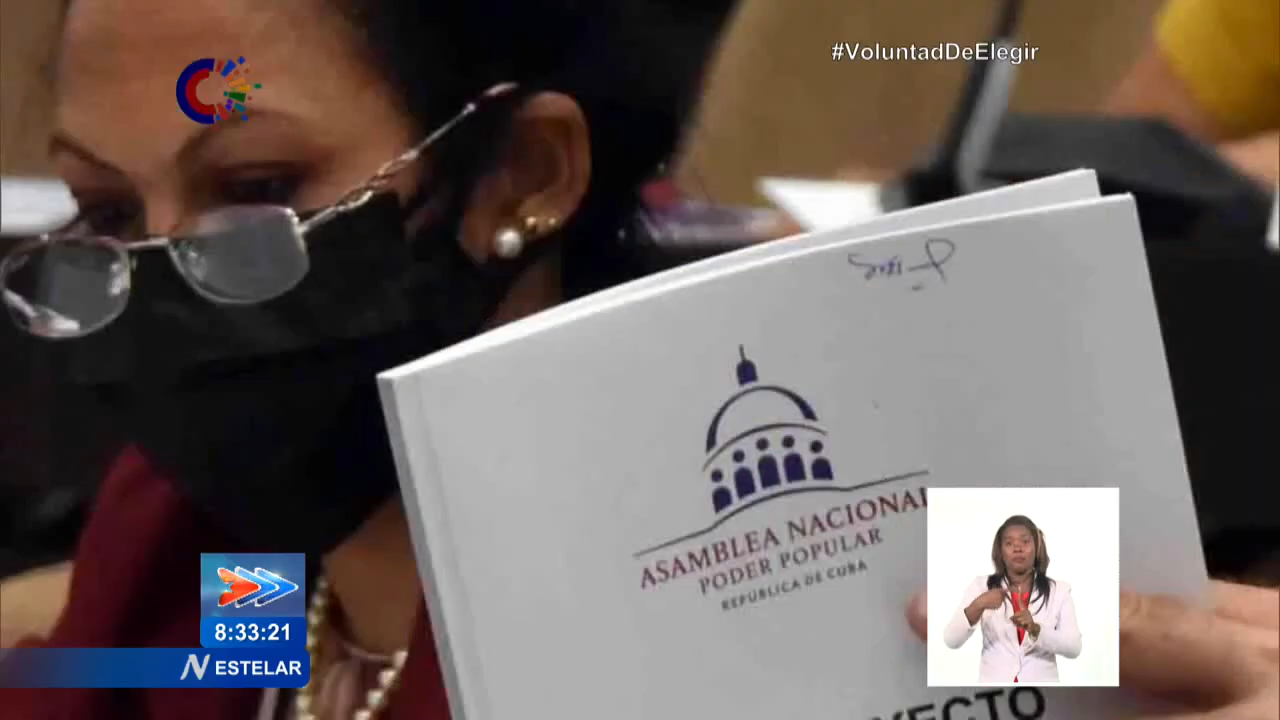 #VoluntadDeElegir
ASAMBLEA NACIONAL
PODER POPULAR
REPÚBLICA DE CUBA
8:33:21
N ESTELAR